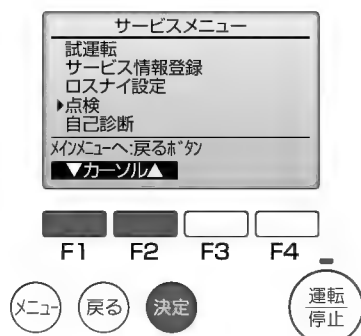 サービスメニュー
試運転
サービス情報登録
ロスナイ設定
▶点検
自己診断
メインメニューへ:戻るボタン
▼カーソル▲
F1 F2 F3 F4
メニュー 戻る 決定 運転
停止